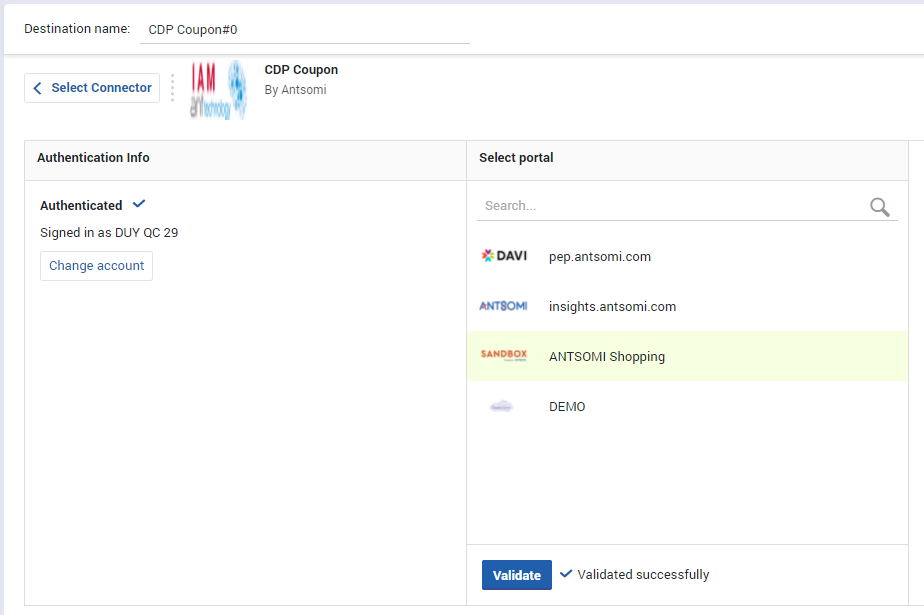 Destination name: CDP Coupon#0
Select Connector
I AM
ant technology
CDP Coupon
By Antsomi
Authentication Info
Select portal
Authenticated
Signed in as DUY QC 29
Change account
Search...
DAVI pep.antsomi.com
ANTSOMI insights.antsomi.com
SANDBOX ANTSOMI Shopping
DEMO
Validate Validated successfully